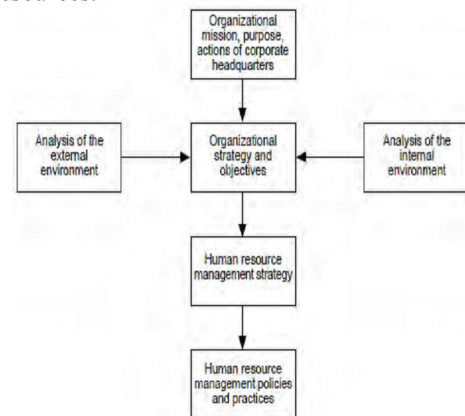 esources.
Organizational
mission, purpose,
actions of corporate
headquarters
Analysis of the
external
environment
Organizational
strategy and
objectives
Analysis of the
internal
environment
Human resource
management
strategy
Human resource
management policies
and practices